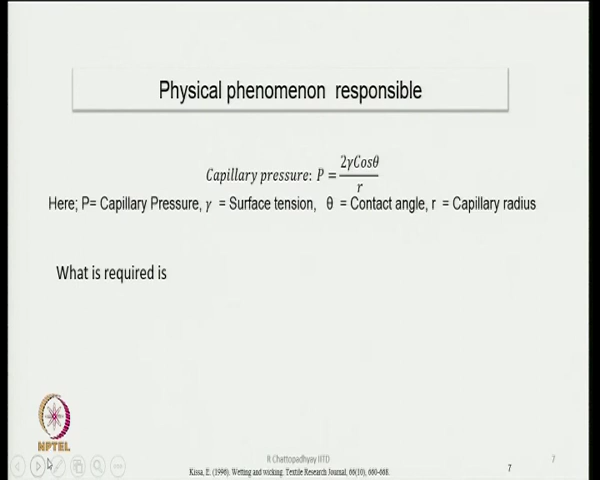 Physical phenomenon responsible
Capillary pressure: P = 2γCosθ / r
Here; P= Capillary Pressure, γ = Surface tension, θ = Contact angle, r = Capillary radius
What is required is
NPTEL
R Chattopadhyay IITD
7
Kissa, E. (1996). Wetting and wicking. Textile Research Journal, 66(10), 660-668.
7